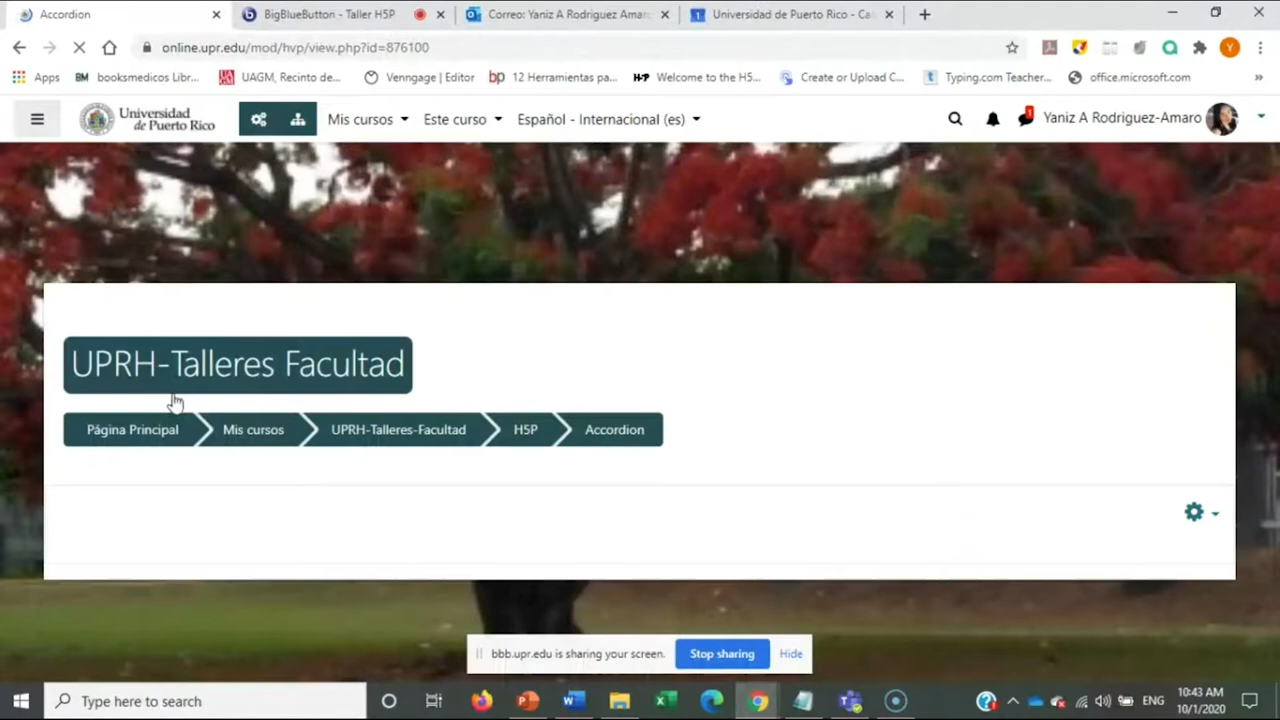 Accordion
BigBlueButton - Taller H5P
Correo: Yaniz A Rodriguez Amar
Universidad de Puerto Rico - Ca
online.upr.edu/mod/hvp/view.php?id=876100
Apps
BM booksmedicos Libr...
UAGM, Recinto de...
Venngage | Editor
bp 12 Herramientas pa...
H-P Welcome to the H5...
Create or Upload C...
t Typing.com Teacher...
office.microsoft.com
»
Universidad de Puerto Rico
Mis cursos
Este curso
Español - Internacional (es)
1
Yaniz A Rodriguez-Amaro
Y
UPRH-Talleres Facultad
Página Principal
Mis cursos
UPRH-Talleres-Facultad
H5P
Accordion
bbb.upr.edu is sharing your screen.
Stop sharing
Hide
Type here to search
ENG
10:43 AM
10/1/2020